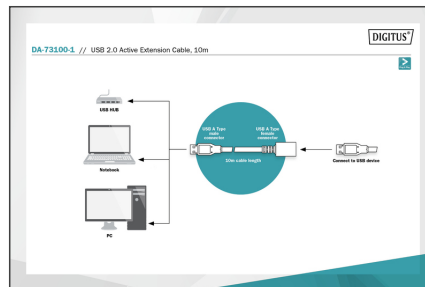 DIGITUS®
DA-73100-1 // USB 2.0 Active Extension Cable, 10m
USB HUB
USB A Type
male
connector
USB A Type
female
connector
10m cable length
Connect to USB device
Notebook
PC